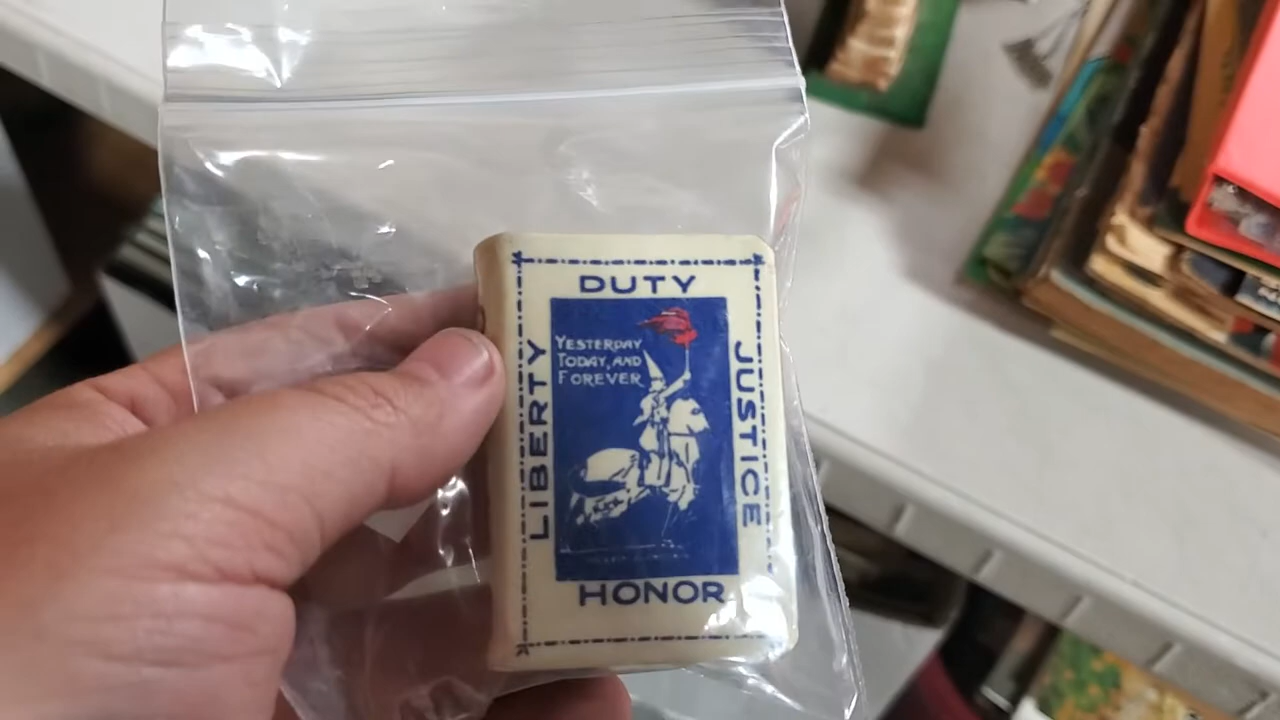 DUTY
YESTERDAY
TODAY, AND
FOREVER
LIBERTY
JUSTICE
HONOR